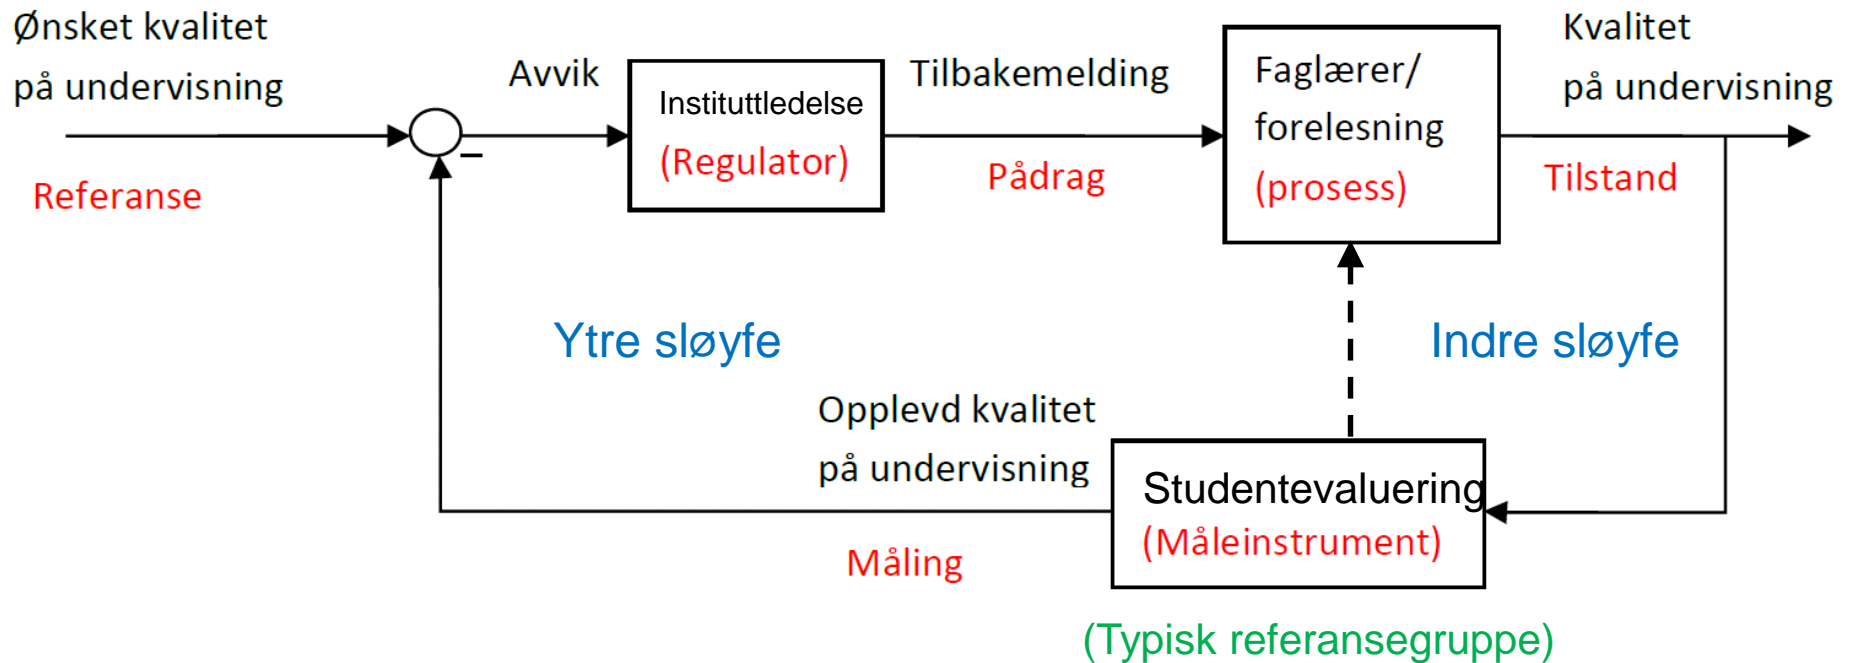 Ønsket kvalitet
på undervisning
Referanse
Avvik
Instituttledelse
(Regulator)
Tilbakemelding
Pådrag
Faglærer/
forelesning
(prosess)
Kvalitet
på undervisning
Tilstand
Ytre sløyfe
Indre sløyfe
Opplevd kvalitet
på undervisning
Måling
Studentevaluering
(Måleinstrument)
(Typisk referansegruppe)